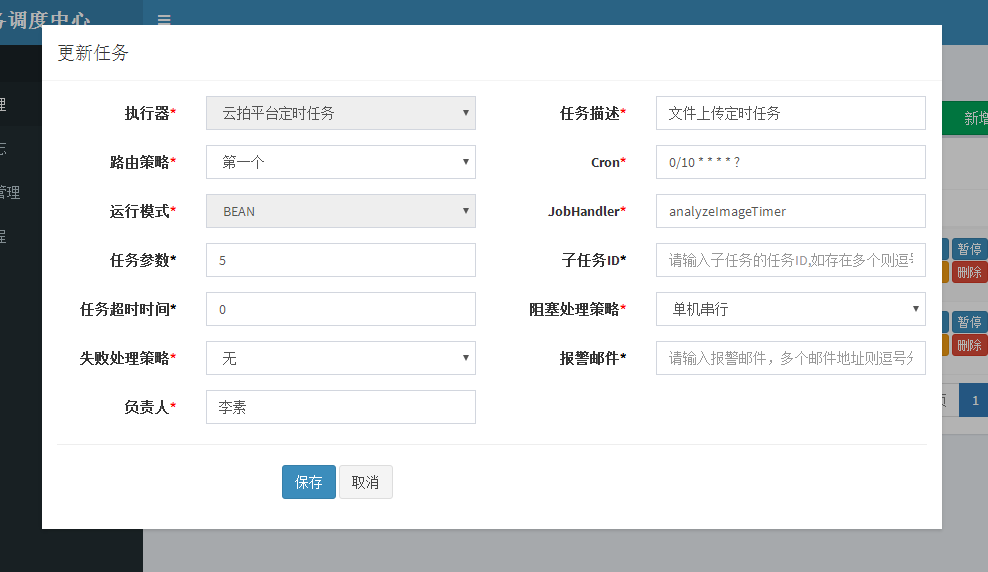 务调度中心
更新任务
执行器* 云拍平台定时任务 任务描述* 文件上传定时任务
路由策略* 第一个 Cron* 0/10 * * * * ?
运行模式* BEAN JobHandler* analyzeImageTimer
任务参数* 5 子任务ID* 请输入子任务的任务ID,如存在多个则逗
任务超时时间* 0 阻塞处理策略* 单机串行
失败处理策略* 无 报警邮件* 请输入报警邮件，多个邮件地址则逗号分
负责人* 李素
保存 取消
理
志
管理
程
新增
暂停
删除
暂停
删除
页 1